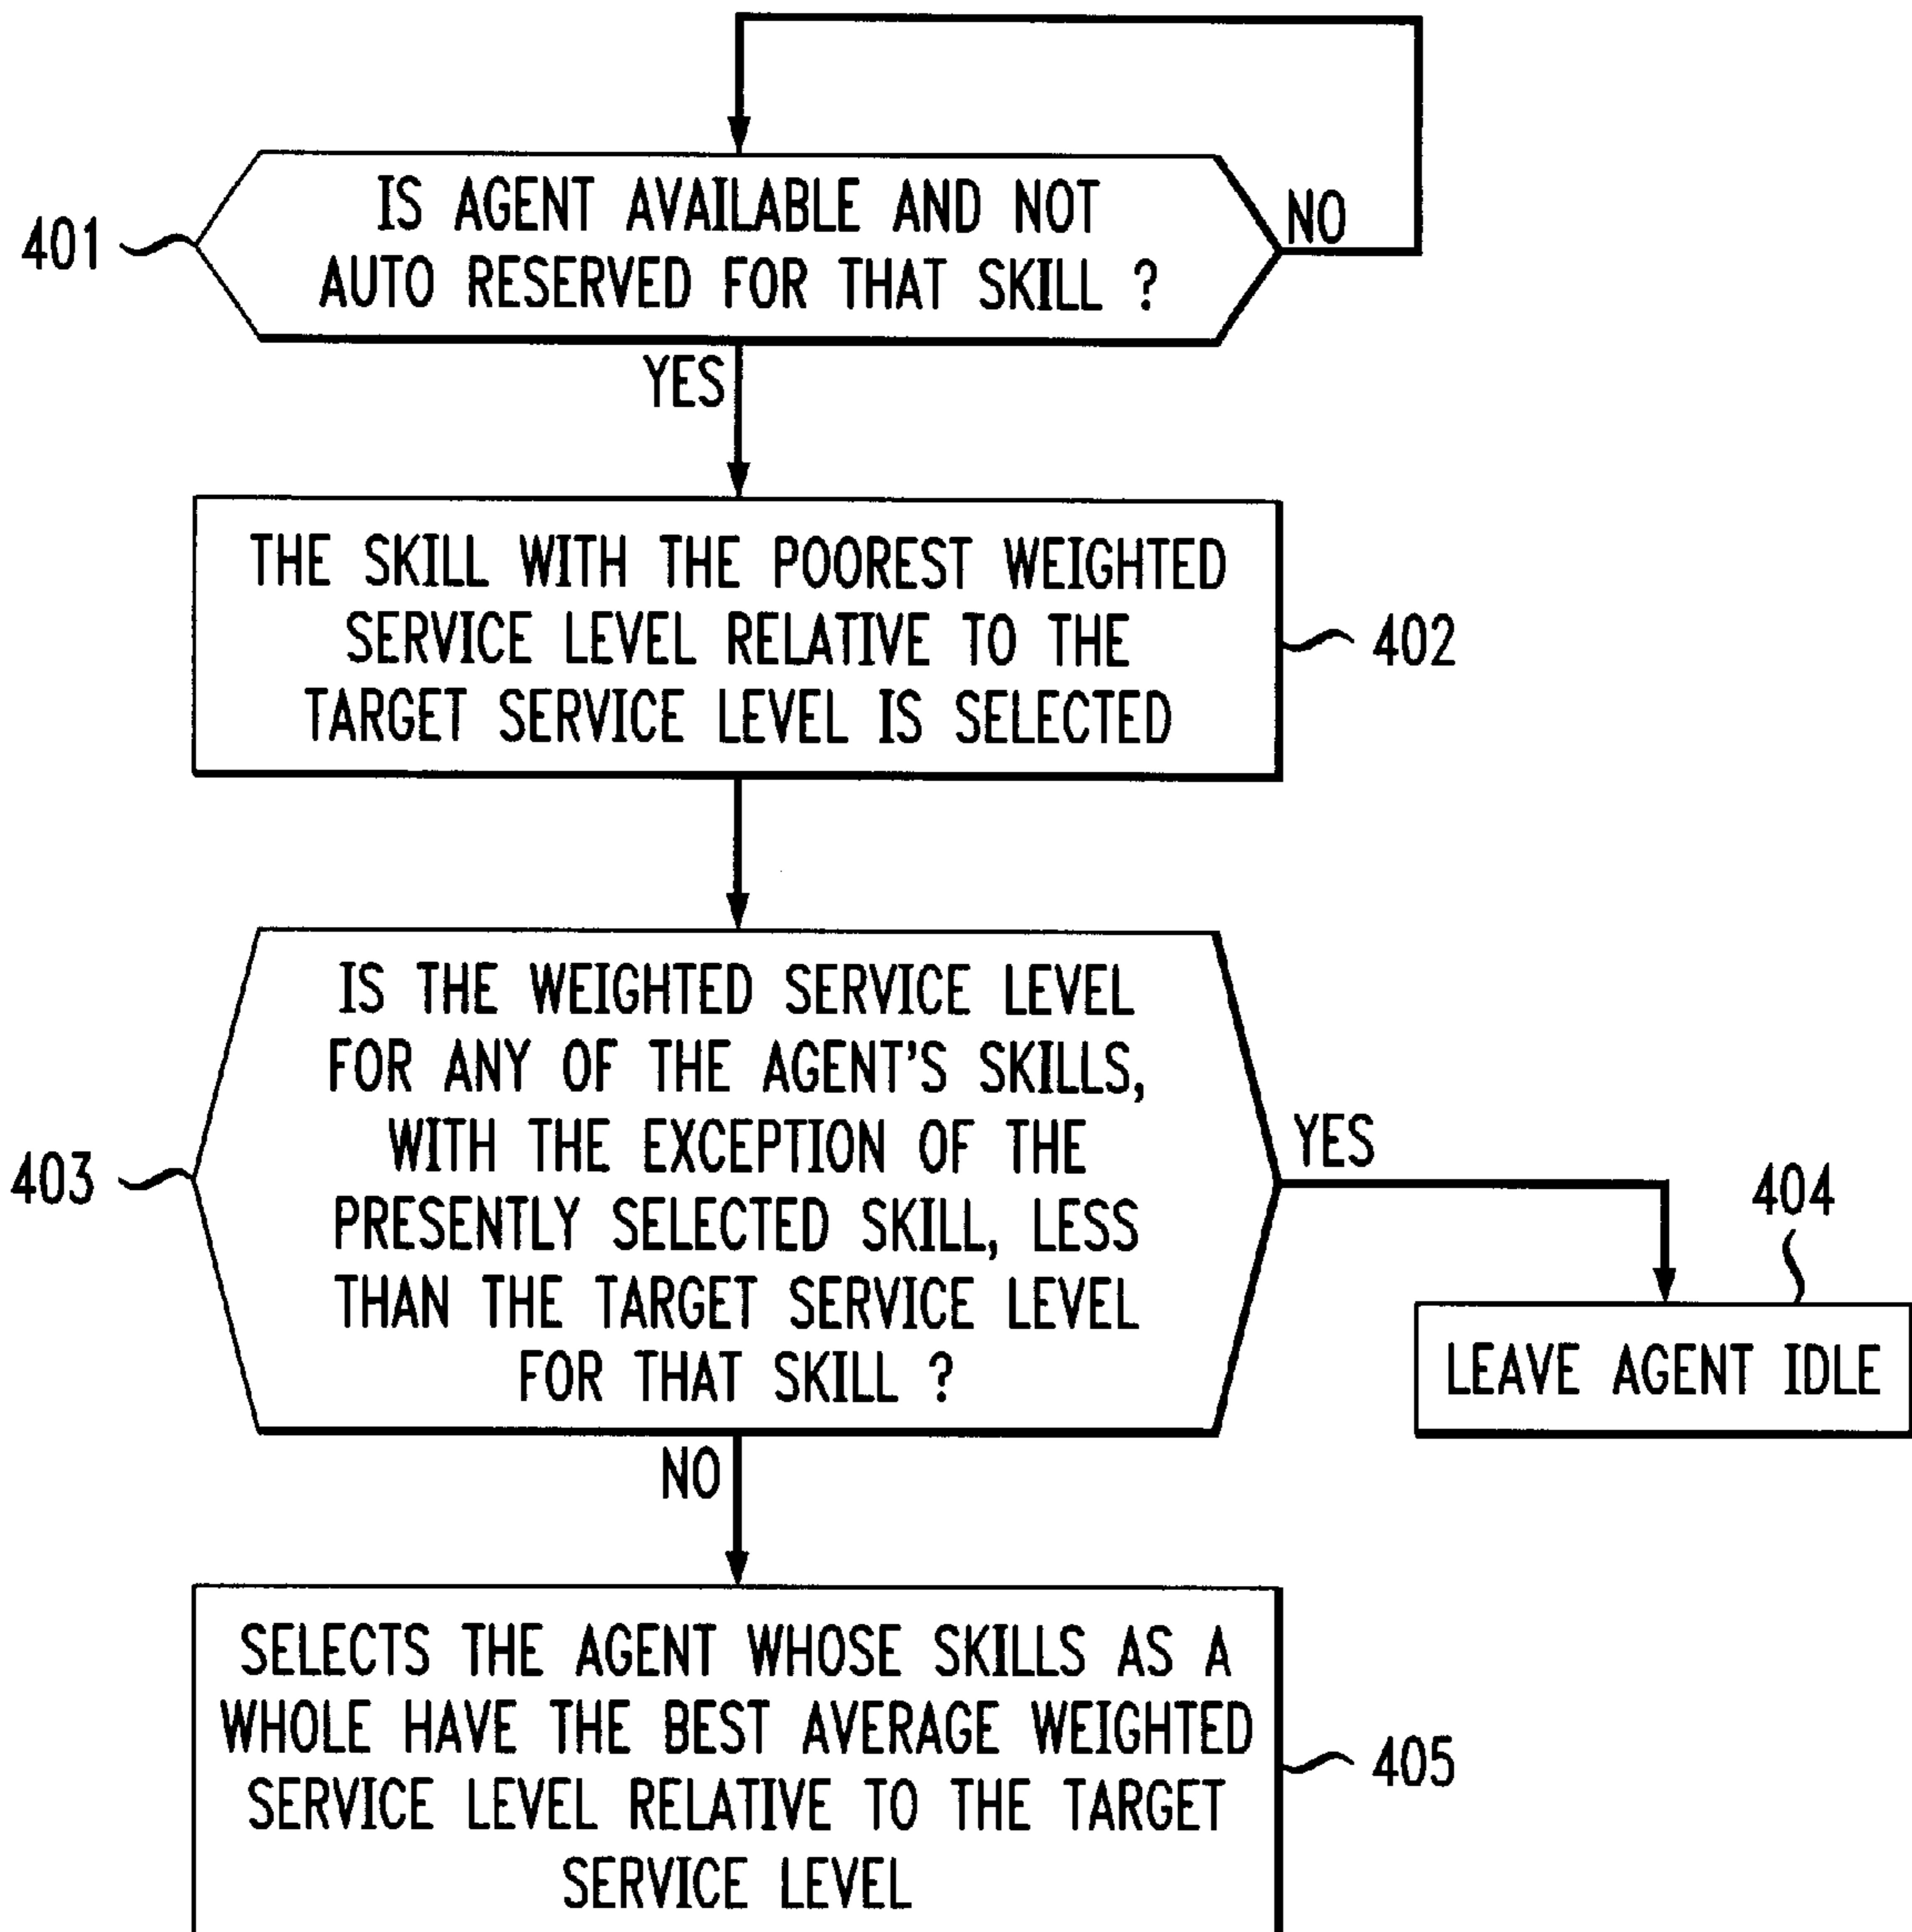 401
IS AGENT AVAILABLE AND NOT
AUTO RESERVED FOR THAT SKILL ?
NO
YES
THE SKILL WITH THE POOREST WEIGHTED
SERVICE LEVEL RELATIVE TO THE
TARGET SERVICE LEVEL IS SELECTED
402
403
IS THE WEIGHTED SERVICE LEVEL
FOR ANY OF THE AGENT'S SKILLS,
WITH THE EXCEPTION OF THE
PRESENTLY SELECTED SKILL, LESS
THAN THE TARGET SERVICE LEVEL
FOR THAT SKILL ?
YES
404
LEAVE AGENT IDLE
NO
SELECTS THE AGENT WHOSE SKILLS AS A
WHOLE HAVE THE BEST AVERAGE WEIGHTED
SERVICE LEVEL RELATIVE TO THE TARGET
SERVICE LEVEL
405